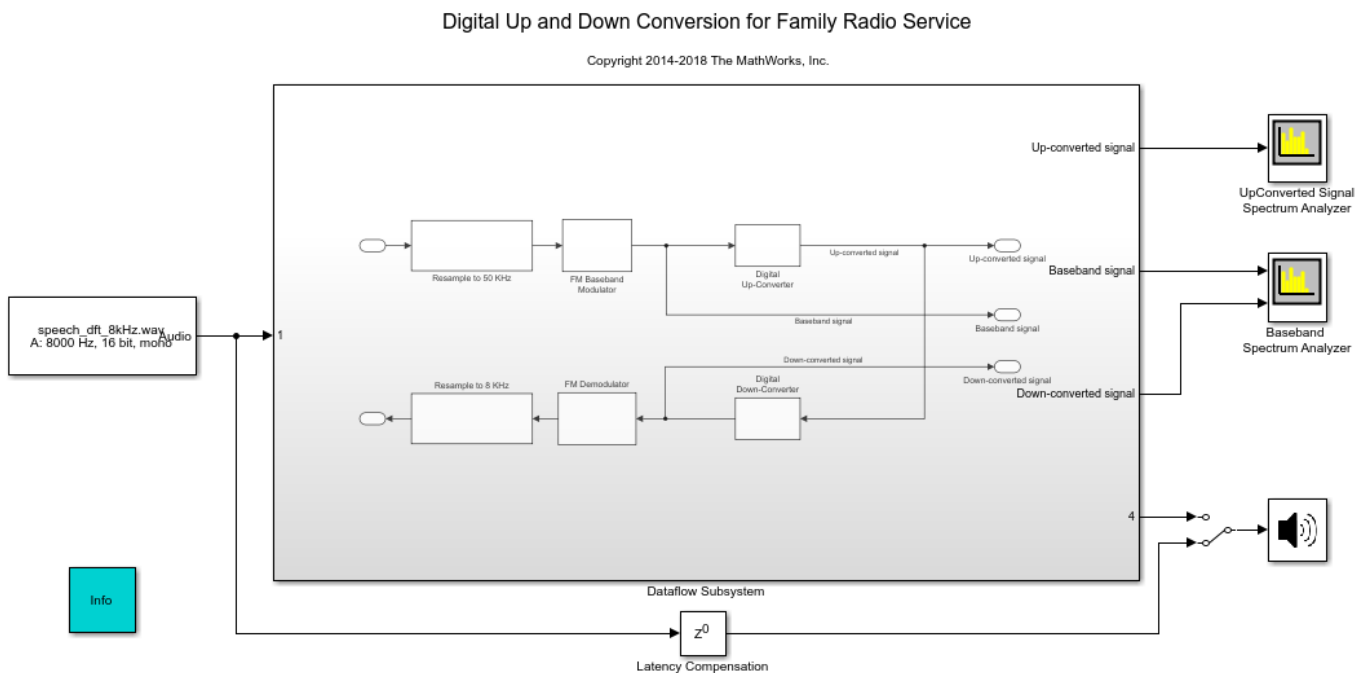 Digital Up and Down Conversion for Family Radio Service
Copyright 2014-2018 The MathWorks, Inc.
Up-converted signal
UpConverted Signal
Spectrum Analyzer
Resample to 50 KHz
FM Baseband
Modulator
Digital
Up-Converter
Up-converted signal
Up-converted signal
Baseband signal
Baseband signal
Baseband signal
Baseband
Spectrum Analyzer
speech_dft_8kHz.wav
A: 8000 Hz, 16 bit, mono
Audio
1
Down-converted signal
Down-converted signal
Down-converted signal
Resample to 8 KHz
FM Demodulator
Digital
Down-Converter
4
Dataflow Subsystem
Info
Z0
Latency Compensation